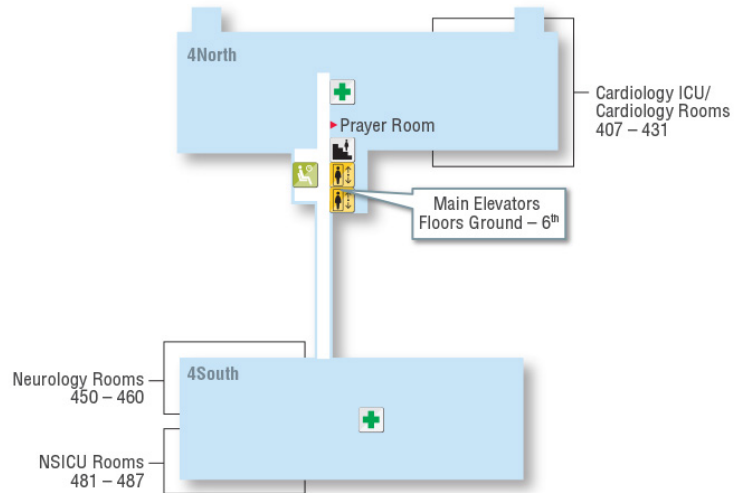 4North
Cardiology ICU/
Cardiology Rooms
407 – 431
Prayer Room
Main Elevators
Floors Ground – 6th
Neurology Rooms
450 – 460
4South
NSICU Rooms
481 – 487